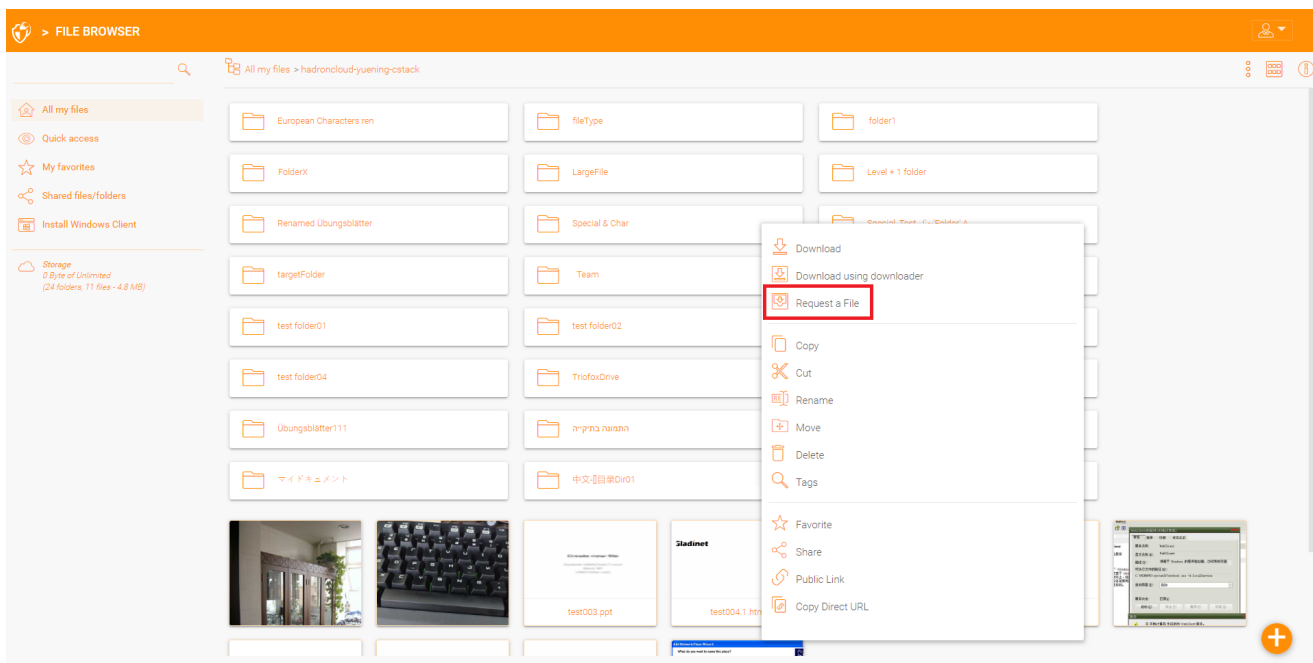 > FILE BROWSER
All my files > hadroncloud-yuening-cstack
All my files
Quick access
My favorites
Shared files/folders
Install Windows Client
Storage
0 Byte of Unlimited
(24 folders, 11 files - 4.8 MB)
European Characters ren
fileType
folder1
FolderX
LargeFile
Level + 1 folder
Renamed Übungsblätter
Special & Char
targetFolder
Team
test folder01
test folder02
test folder04
TriofoxDrive
Übungsblätter111
התמונה בתיקייה
マイドキュメント
Download
Download using downloader
Request a File
Copy
Cut
Rename
Move
Delete
Tags
Favorite
Share
Public Link
Copy Direct URL
Gladinet
test003.ppt
test004.1.htm